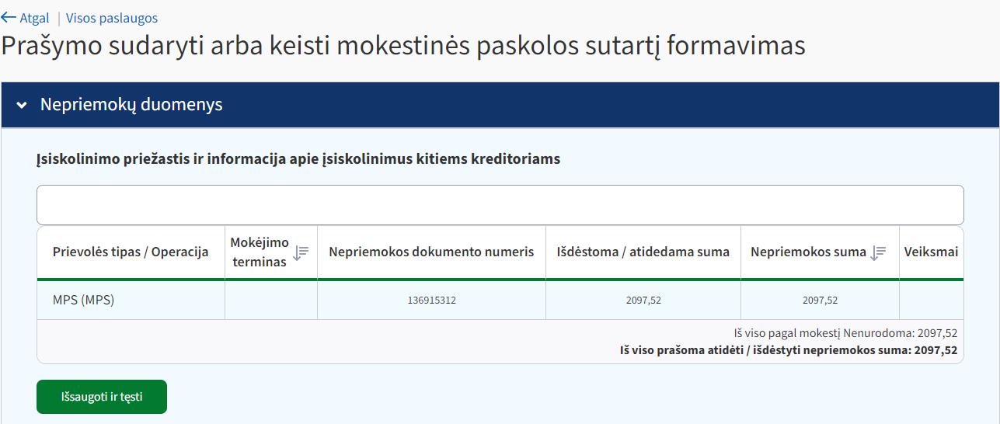 ← Atgal | Visos paslaugos
Prašymo sudaryti arba keisti mokestinės paskolos sutartį formavimas
Nepriemokų duomenys
Įsiskolinimo priežastis ir informacija apie įsiskolinimus kitiems kreditoriams
Prievolės tipas / Operacija Mokėjimo terminas Nepriemokos dokumento numeris Išdėstoma / atidedama suma Nepriemokos suma Veiksmai
MPS (MPS) 136915312 2097,52 2097,52
Iš viso pagal mokestį Nenurodoma: 2097,52
Iš viso prašoma atidėti / išdėstyti nepriemokos suma: 2097,52
Išsaugoti ir tęsti